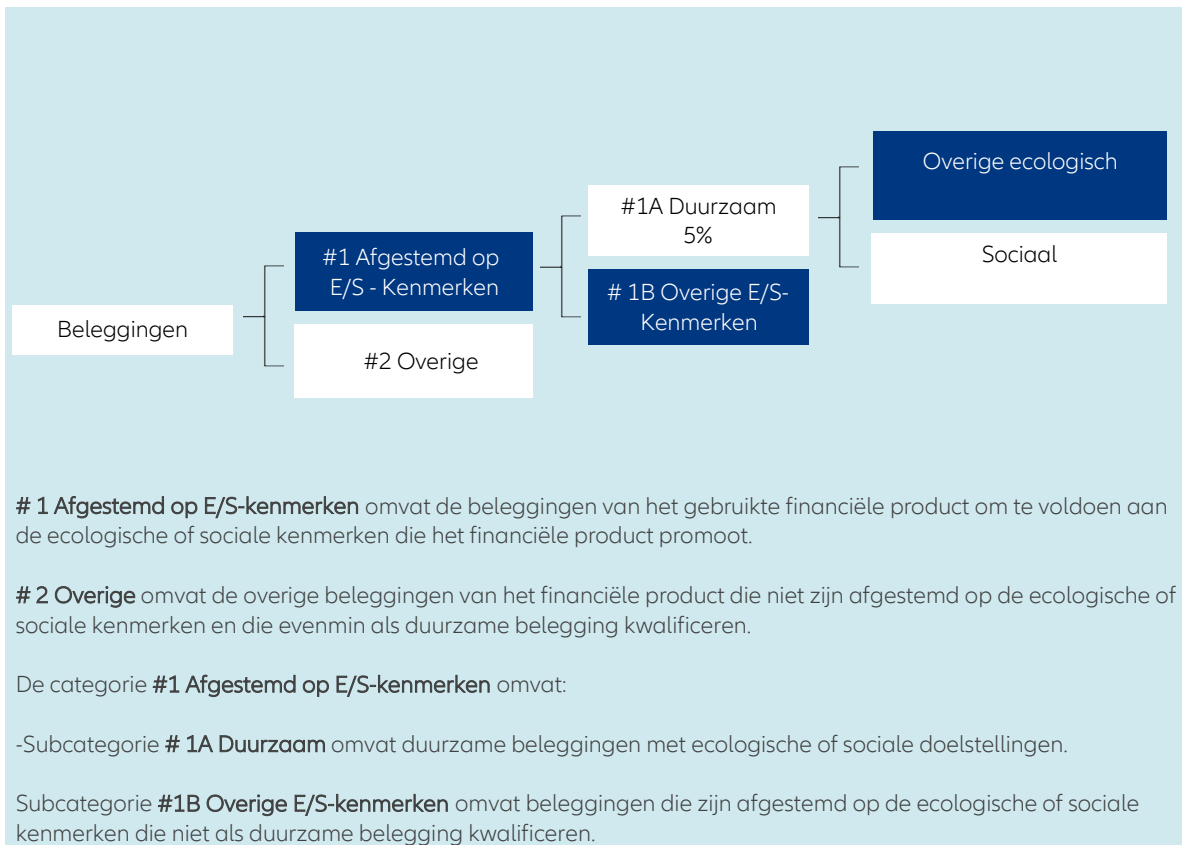 Beleggingen
#1 Afgestemd op
E/S - Kenmerken
#2 Overige
#1A Duurzaam
5%
# 1B Overige E/S-
Kenmerken
Overige ecologisch
Sociaal
# 1 Afgestemd op E/S-kenmerken omvat de beleggingen van het gebruikte financiële product om te voldoen aan
de ecologische of sociale kenmerken die het financiële product promoot.
# 2 Overige omvat de overige beleggingen van het financiële product die niet zijn afgestemd op de ecologische of
sociale kenmerken en die evenmin als duurzame belegging kwalificeren.
De categorie #1 Afgestemd op E/S-kenmerken omvat:
-Subcategorie # 1A Duurzaam omvat duurzame beleggingen met ecologische of sociale doelstellingen.
Subcategorie #1B Overige E/S-kenmerken omvat beleggingen die zijn afgestemd op de ecologische of sociale
kenmerken die niet als duurzame belegging kwalificeren.